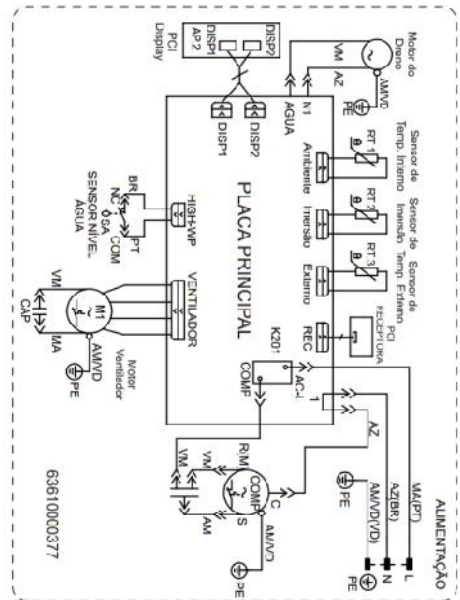 Motor do
Dreno
VM
AZ
AM/VD
PE
DISP2
DISP1
AP 2
PCI
Display
DISP1
DISP2
AGUA
N1
RT 1
θ
Sensor de
Temp. Interno
Ambiente
RT 2
θ
Sensor de
Imersão
Imersão
RT 3
θ
Sensor de
Temp. Externo
Externo
PCI
RECEPTORA
REC
PLACA PRINCIPAL
HIGH-WP
BR
PT
NC
COM
SA
SENSOR NÍVEL
ÁGUA
VENTILADOR
M1
VM
MA
CAP
AM/VD
PE
Motor
Ventilador
K201
COMP
AC-L
1
AZ
VM
VM
AM
R(M)
S
C
COMP
AM/VD
PE
ALIMENTAÇÃO
MA(PT)
AZ(BR)
AM/VD(VD)
L
N
PE
PE
63610000377